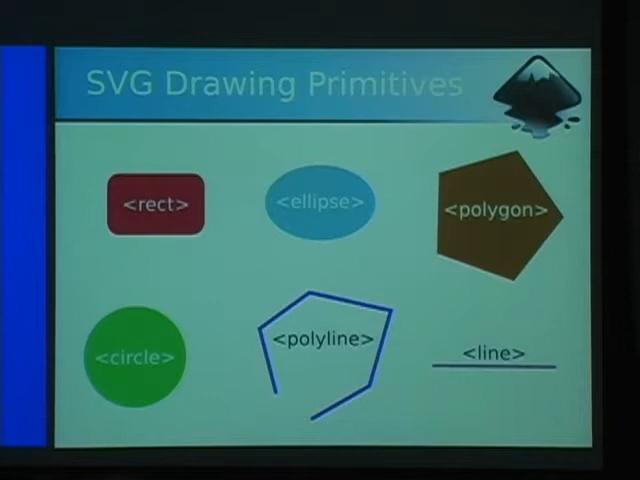 SVG Drawing Primitives
<rect>
<ellipse>
<polygon>
<circle>
<polyline>
<line>